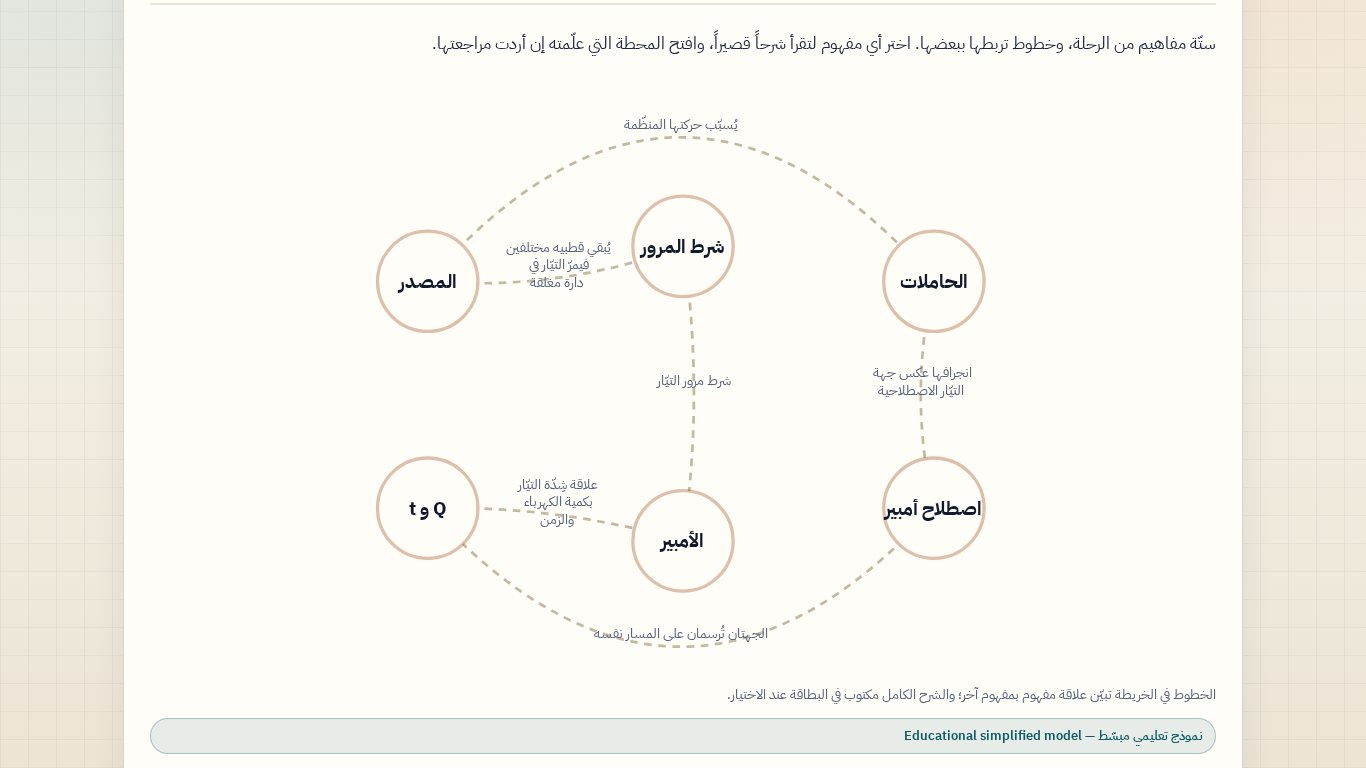 ستّة مفاهيم من الرحلة، وخطوط تربطها ببعضها. اختر أي مفهوم لتقرأ شرحاً قصيراً، وافتح المحطة التي علّمته إن أردت مراجعتها.
يُسبّب حركتها المنظّمة
الحاملات
شرط المرور
يُبقي قطبيه مختلفين
فيمرّ التيّار في
دارة مغلقة
المصدر
انجرافها عكس جهة
التيّار الاصطلاحية
شرط مرور التيّار
اصطلاح أمبير
الأمبير
علاقة شِدّة التيّار
بكمية الكهرباء
والزمن
Q و t
الجهتان تُرسمان على المسار نفسه
الخطوط في الخريطة تبيّن علاقة مفهوم بمفهوم آخر؛ والشرح الكامل مكتوب في البطاقة عند الاختيار.
نموذج تعليمي مبسّط — Educational simplified model